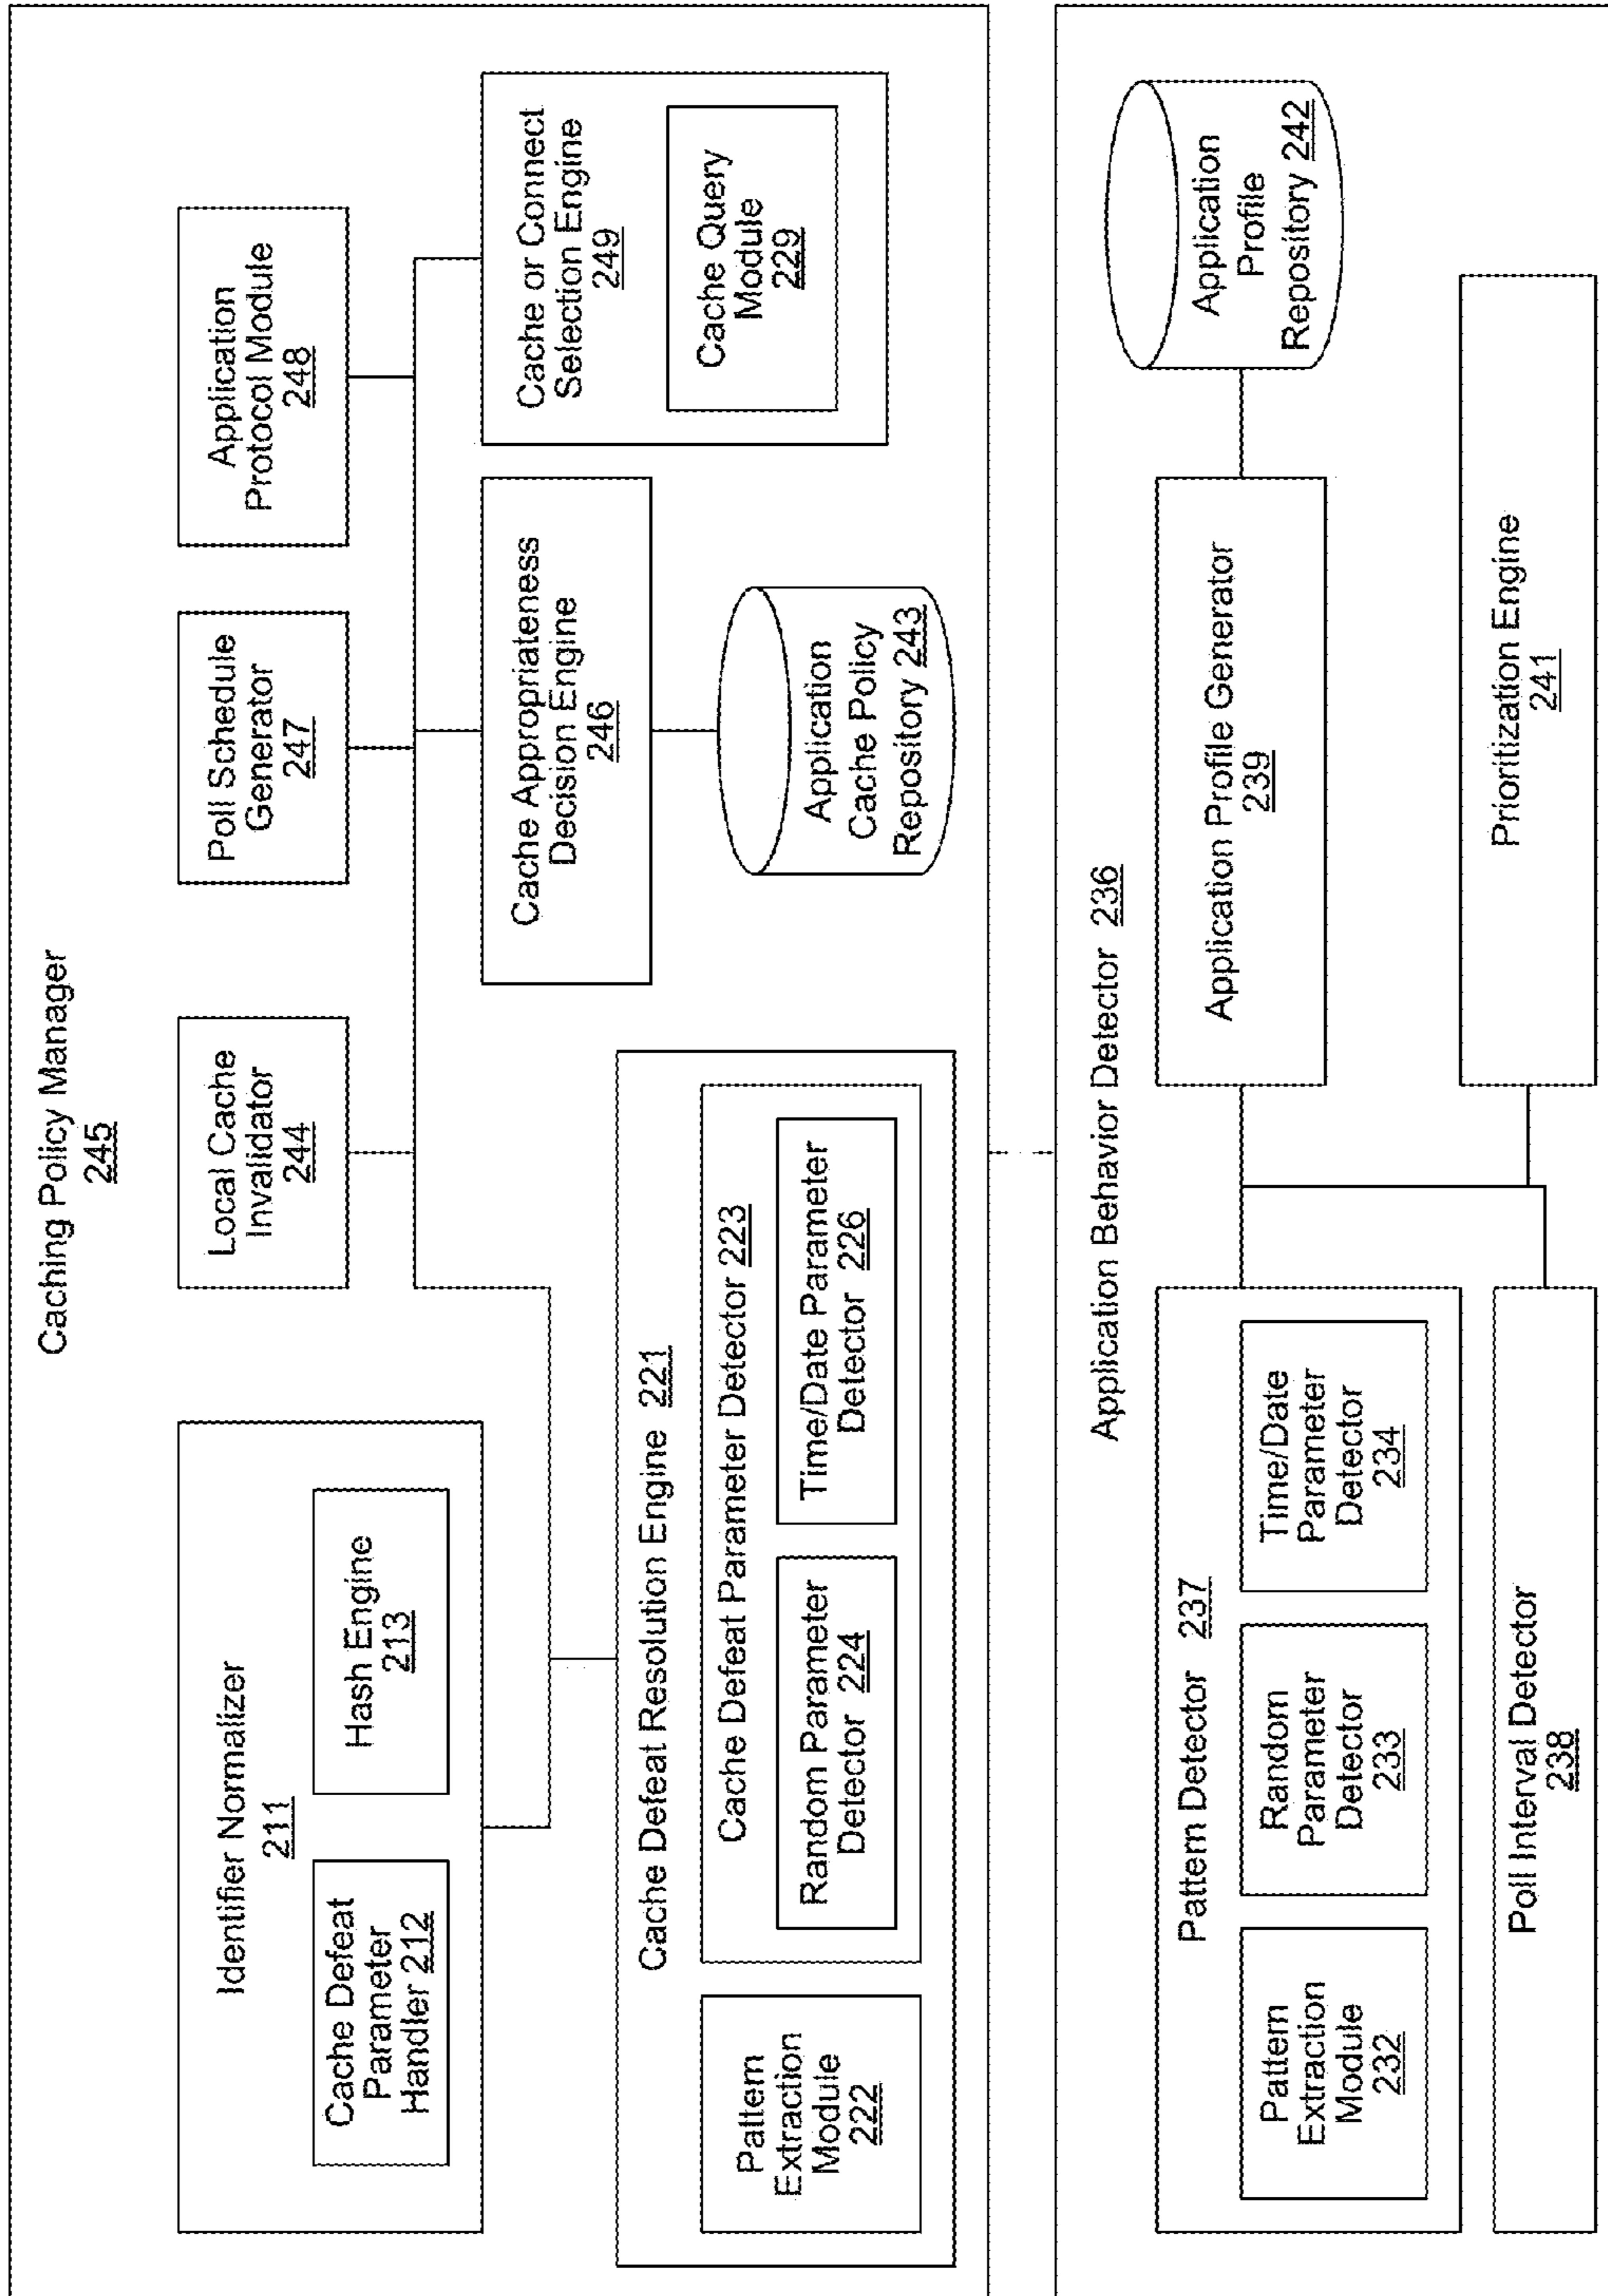 Caching Policy Manager
245
Identifier Normalizer
211
Cache Defeat
Parameter
Handler 212
Hash Engine
213
Local Cache
Invalidator
244
Poll Schedule
Generator
247
Application
Protocol Module
248
Cache Defeat Resolution Engine 221
Pattern
Extraction
Module
222
Cache Defeat Parameter Detector 223
Random Parameter
Detector 224
Time/Date Parameter
Detector 226
Cache Appropriateness
Decision Engine
246
Application
Cache Policy
Repository 243
Cache or Connect
Selection Engine
249
Cache Query
Module
229
Application Behavior Detector 236
Pattern Detector 237
Pattern
Extraction
Module
232
Random
Parameter
Detector
233
Time/Date
Parameter
Detector
234
Poll Interval Detector
238
Application Profile Generator
239
Application
Profile
Repository 242
Prioritization Engine
241